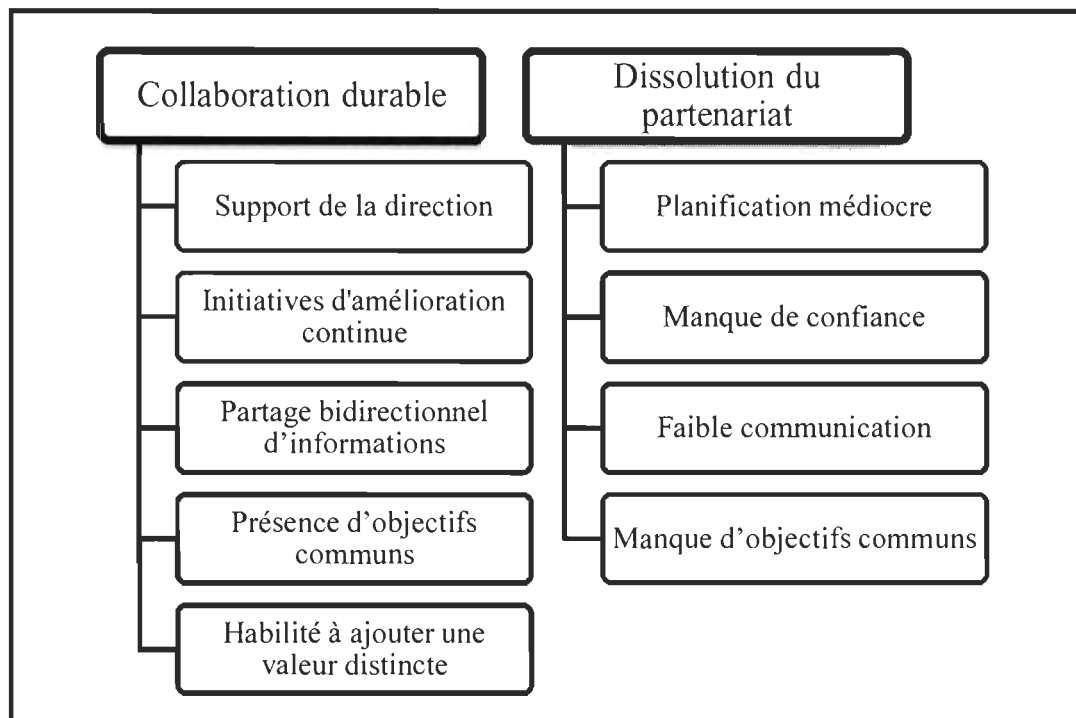 Collaboration durable
Support de la direction
Initiatives d'amélioration
continue
Partage bidirectionnel
d’informations
Présence d’objectifs
communs
Habilité à ajouter une
valeur distincte
Dissolution du
partenariat
Planification médiocre
Manque de confiance
Faible communication
Manque d’objectifs communs